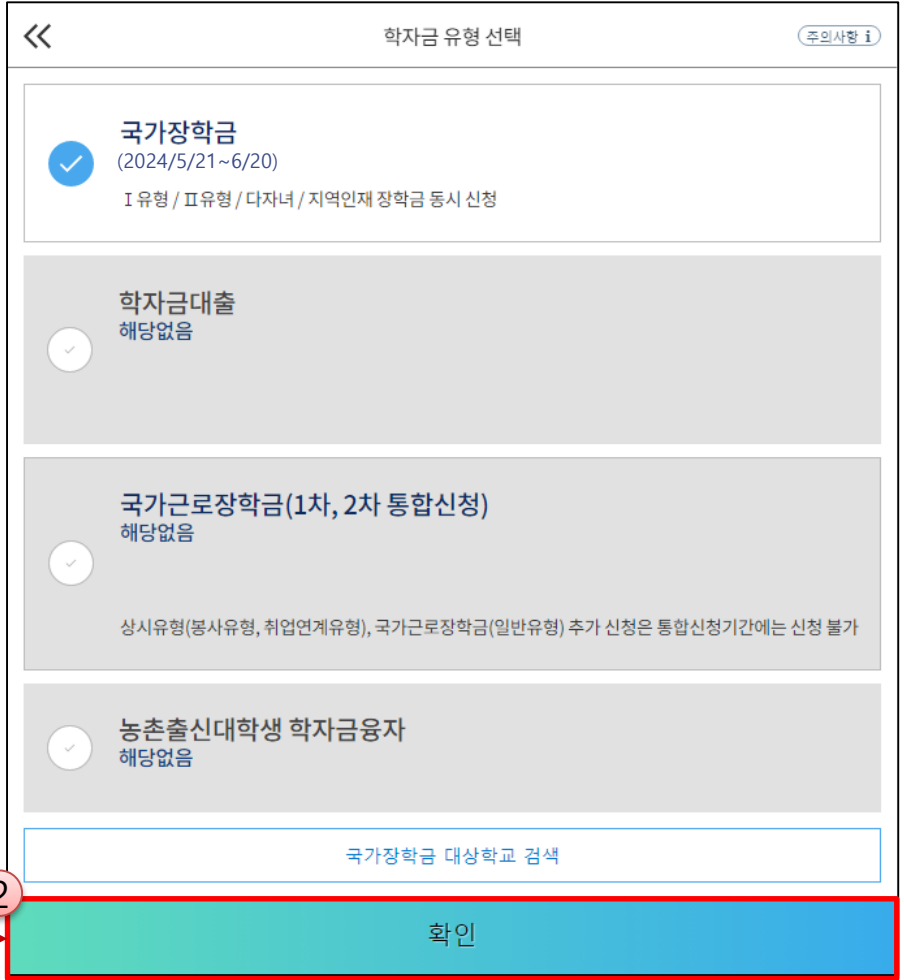 학자금 유형 선택
주의사항 i
국가장학금
(2024/5/21~6/20)
Ⅰ유형 / Ⅱ유형 / 다자녀 / 지역인재 장학금 동시 신청
학자금대출
해당없음
국가근로장학금(1차, 2차 통합신청)
해당없음
상시유형(봉사유형, 취업연계유형), 국가근로장학금(일반유형) 추가 신청은 통합신청기간에는 신청 불가
농촌출신대학생 학자금융자
해당없음
국가장학금 대상학교 검색
2
확인